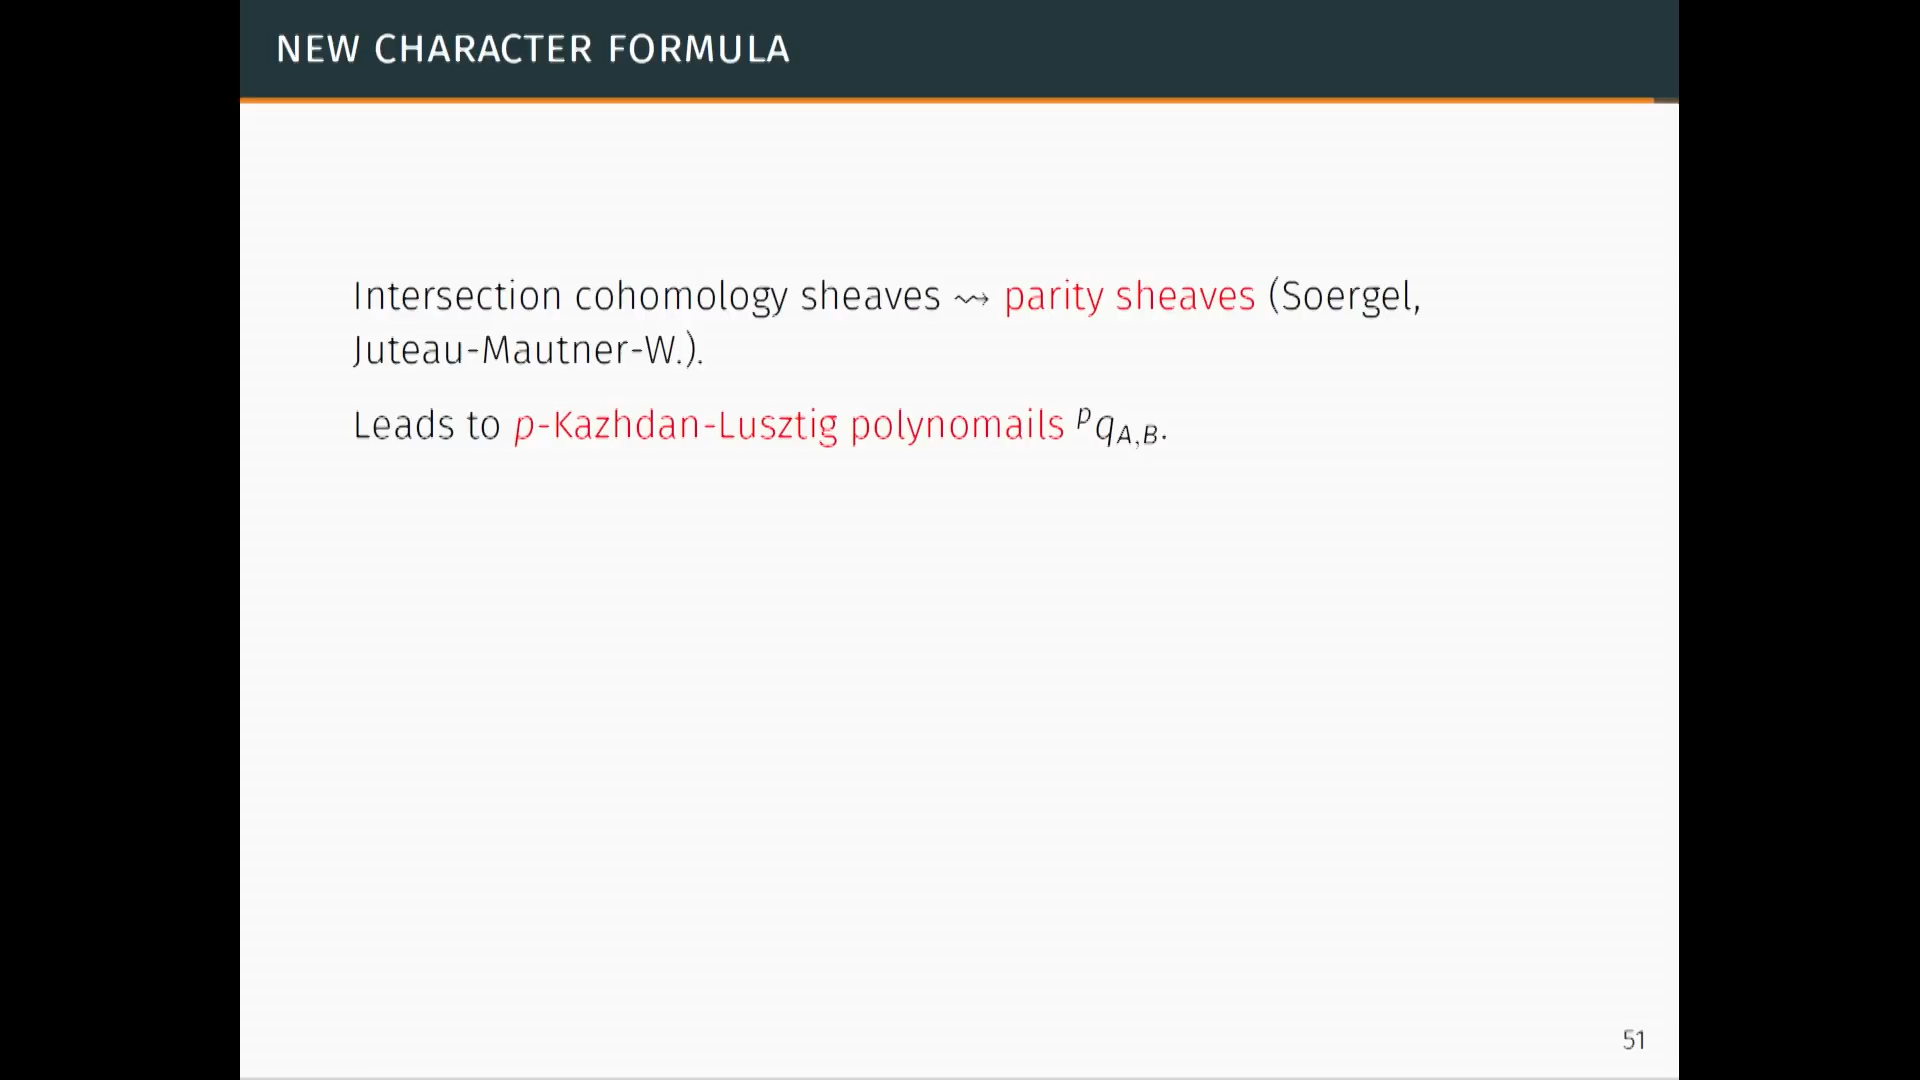 NEW CHARACTER FORMULA
Intersection cohomology sheaves ⇝ parity sheaves (Soergel,
Juteau-Mautner-W.).
Leads to p-Kazhdan-Lusztig polynomails ᵖq_{A,B}.
51